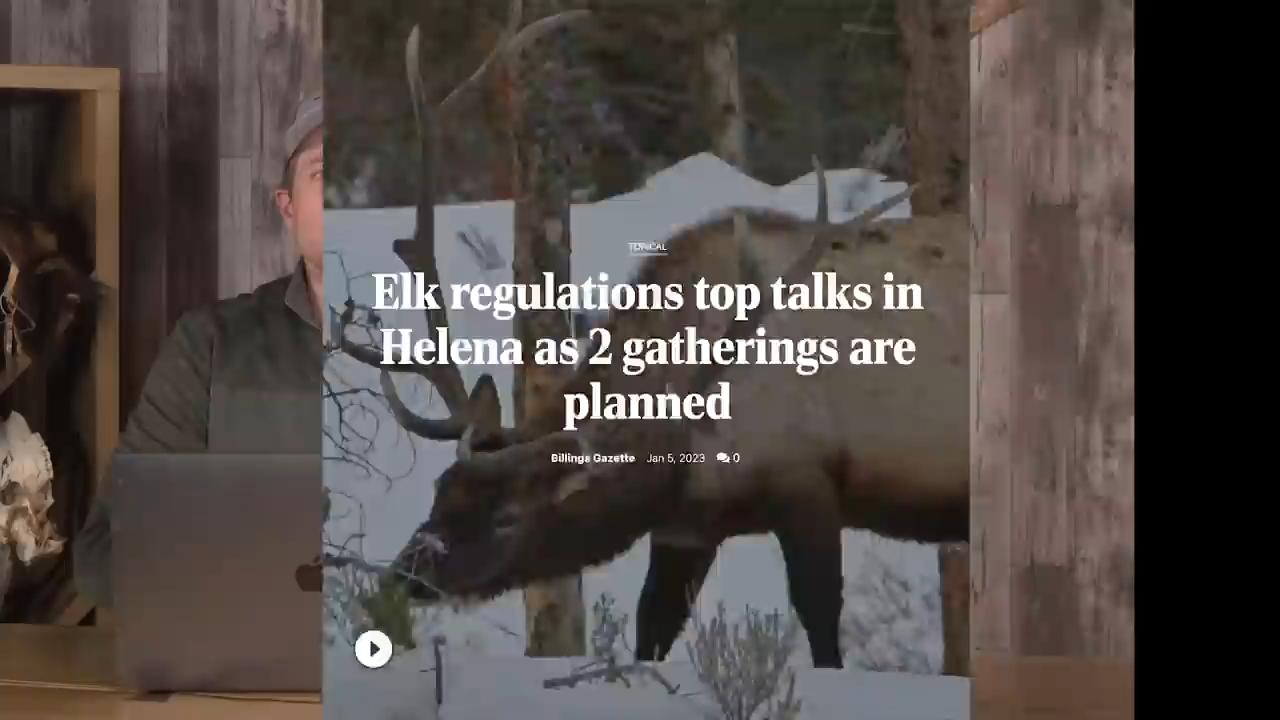 TOPICAL
Elk regulations top talks in
Helena as 2 gatherings are
planned
Billings Gazette Jan 5, 2023 0